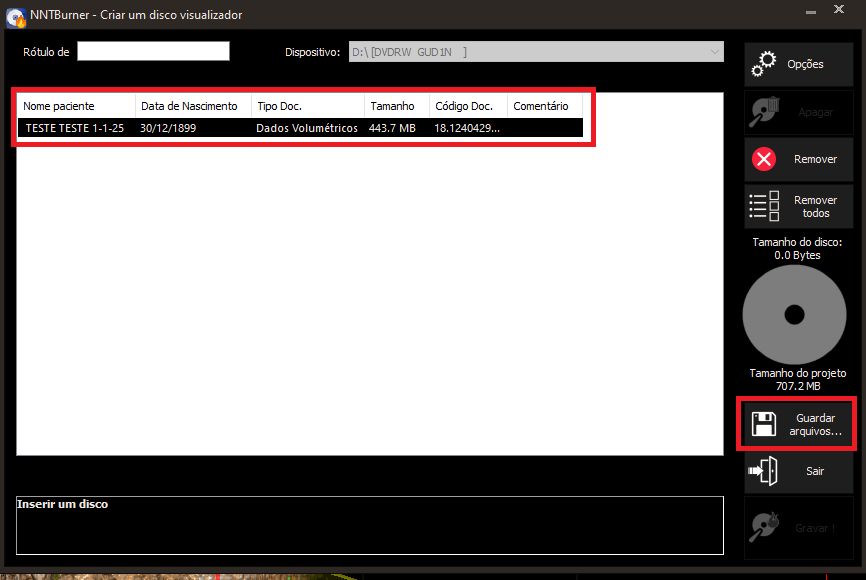 NNTBurner - Criar um disco visualizador
Rótulo de
Dispositivo:
D:\ [DVDRW GUD1N ]
Opções
Nome paciente Data de Nascimento Tipo Doc. Tamanho Código Doc. Comentário
TESTE TESTE 1-1-25 30/12/1899 Dados Volumétricos 443.7 MB 18.1240429...
Apagar
Remover
Remover
todos
Tamanho do disco:
0.0 Bytes
Tamanho do projeto
707.2 MB
Guardar
arquivos...
Sair
Inserir um disco
Gravar !